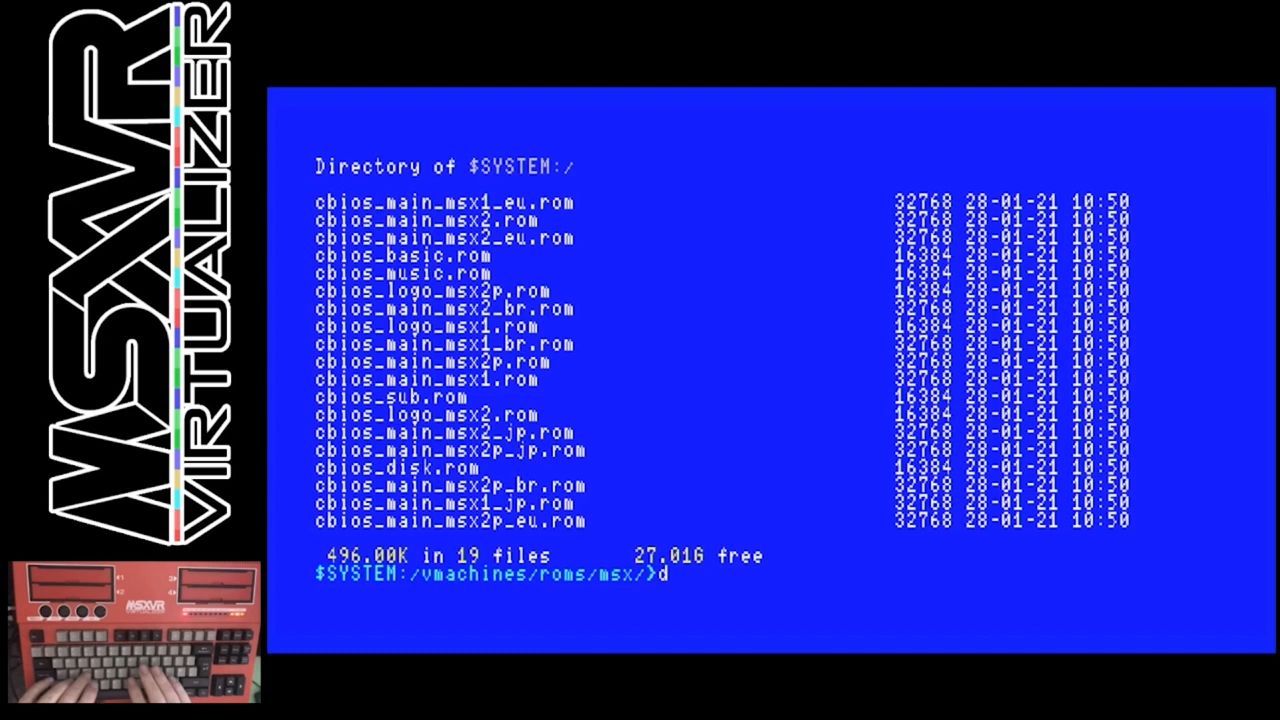 MSXVR
VIRTUALIZER
Directory of $SYSTEM:/
cbios_main_msx1_eu.rom 32768 28-01-21 10:50
cbios_main_msx2.rom 32768 28-01-21 10:50
cbios_main_msx2_eu.rom 32768 28-01-21 10:50
cbios_basic.rom 16384 28-01-21 10:50
cbios_music.rom 16384 28-01-21 10:50
cbios_logo_msx2p.rom 16384 28-01-21 10:50
cbios_main_msx2_br.rom 32768 28-01-21 10:50
cbios_logo_msx1.rom 16384 28-01-21 10:50
cbios_main_msx1_br.rom 32768 28-01-21 10:50
cbios_main_msx2p.rom 32768 28-01-21 10:50
cbios_main_msx1.rom 32768 28-01-21 10:50
cbios_sub.rom 16384 28-01-21 10:50
cbios_logo_msx2.rom 16384 28-01-21 10:50
cbios_main_msx2_jp.rom 32768 28-01-21 10:50
cbios_main_msx2p_jp.rom 32768 28-01-21 10:50
cbios_disk.rom 16384 28-01-21 10:50
cbios_main_msx2p_br.rom 32768 28-01-21 10:50
cbios_main_msx1_jp.rom 32768 28-01-21 10:50
cbios_main_msx2p_eu.rom 32768 28-01-21 10:50
496.00K in 19 files 27.01G free
$SYSTEM:/vmachines/roms/msx/>d
MSXVR